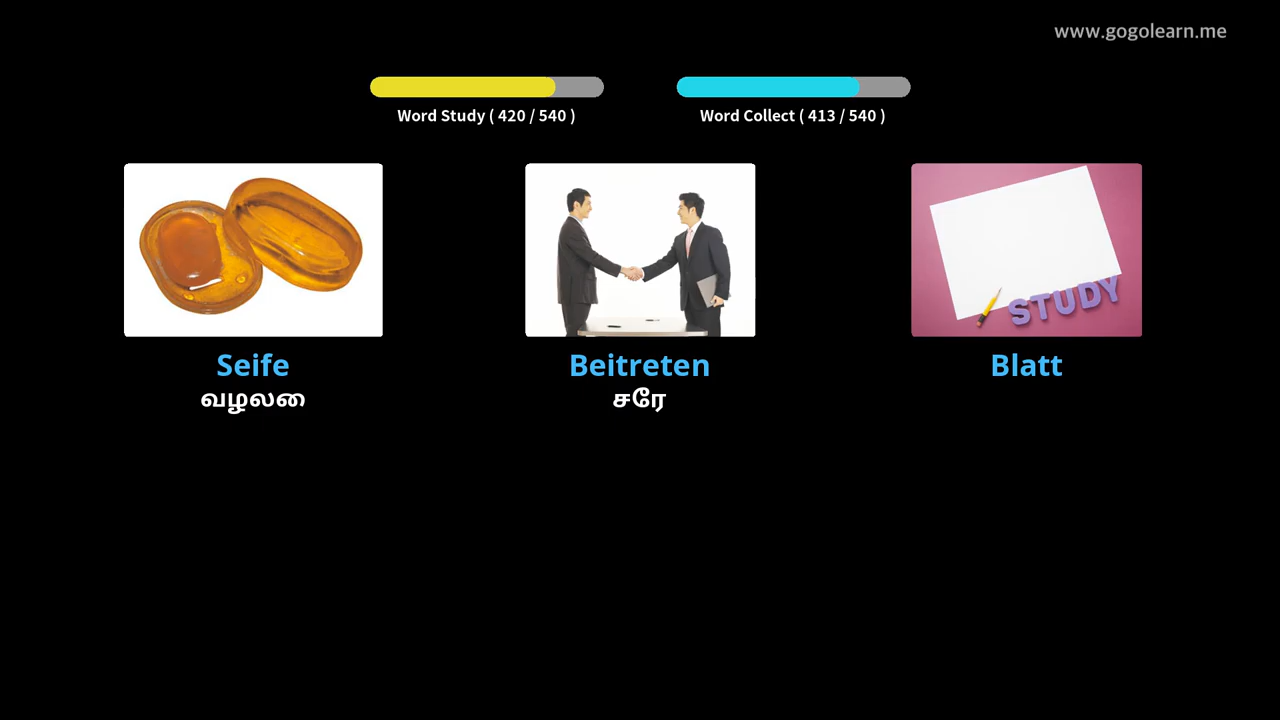 www.gogolearn.me
Word Study ( 420 / 540 )
Word Collect ( 413 / 540 )
STUDY
Seife
Beitreten
Blatt
வழலை
சரே